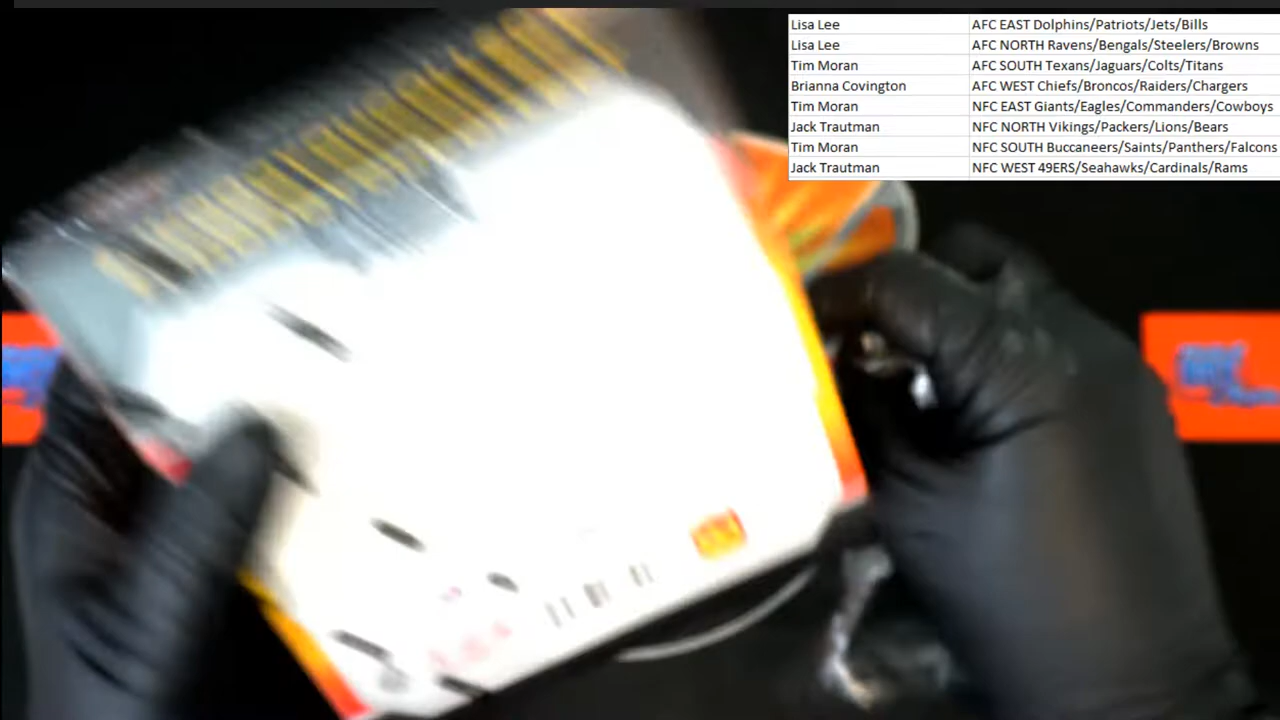 Lisa Lee AFC EAST Dolphins/Patriots/Jets/Bills
Lisa Lee AFC NORTH Ravens/Bengals/Steelers/Browns
Tim Moran AFC SOUTH Texans/Jaguars/Colts/Titans
Brianna Covington AFC WEST Chiefs/Broncos/Raiders/Chargers
Tim Moran NFC EAST Giants/Eagles/Commanders/Cowboys
Jack Trautman NFC NORTH Vikings/Packers/Lions/Bears
Tim Moran NFC SOUTH Buccaneers/Saints/Panthers/Falcons
Jack Trautman NFC WEST 49ERS/Seahawks/Cardinals/Rams